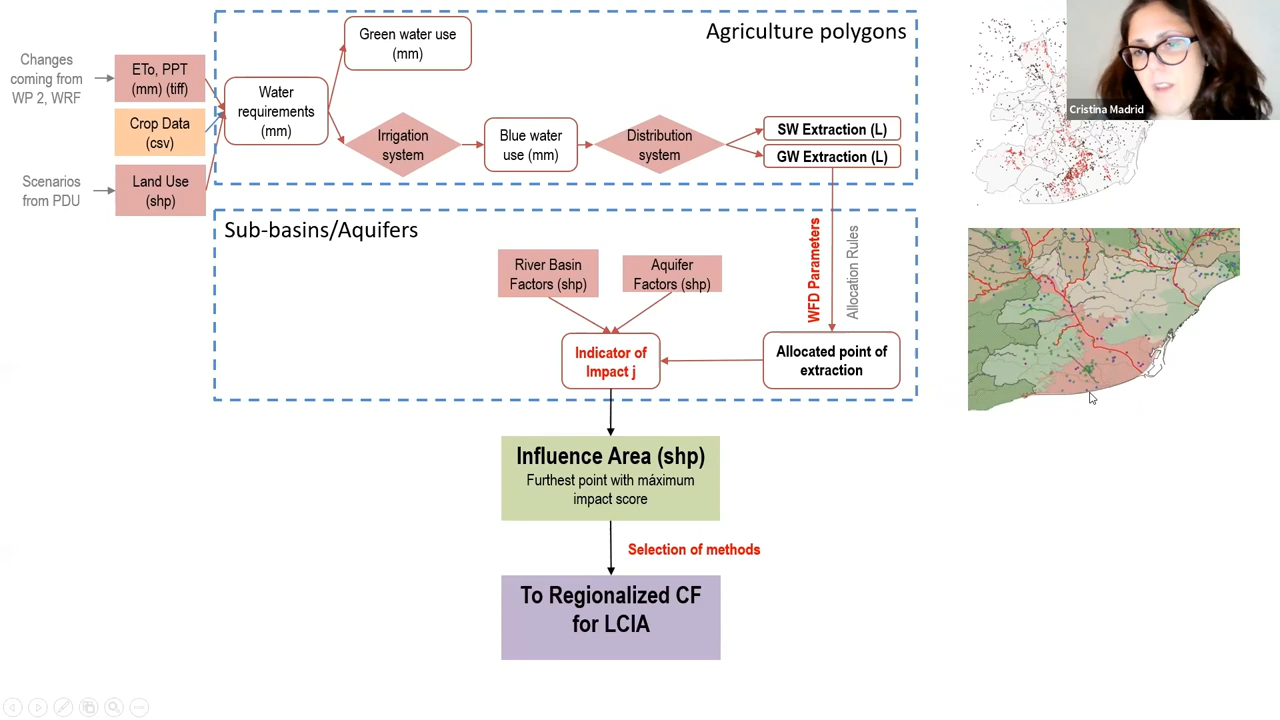 Agriculture polygons
Green water use
(mm)
Changes
coming from
WP 2, WRF
ETo, PPT
(mm) (tiff)
Water
requirements
(mm)
Crop Data
(csv)
Irrigation
system
Blue water
use (mm)
Distribution
system
SW Extraction (L)
GW Extraction (L)
Scenarios
from PDU
Land Use
(shp)
Cristina Madrid
Sub-basins/Aquifers
River Basin
Factors (shp)
Aquifer
Factors (shp)
WFD Parameters
Allocation Rules
Indicator of
Impact j
Allocated point of
extraction
Influence Area (shp)
Furthest point with máximum
impact score
Selection of methods
To Regionalized CF
for LCIA